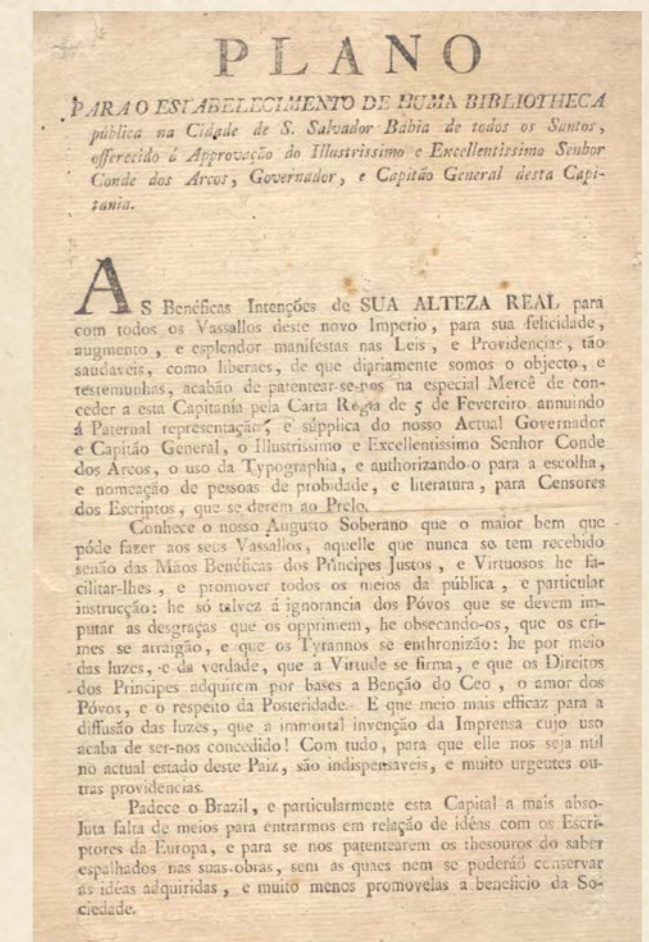 PLANO
PARA O ESTABELECIMENTO DE HUMA BIBLIOTHECA
pública na Cidade de S. Salvador Bahia de todos os Santos,
offerecido á Approvação do Illustrissimo e Excellentissimo Senhor
Conde dos Arcos, Governador, e Capitão General desta Capi-
tania.
AS Benéficas Intenções de SUA ALTEZA REAL para
com todos os Vassallos deste novo Imperio, para sua felicidade,
augmento, e esplendor manifestas nas Leis, e Providencias, tão
saudaveis, como liberaes, de que diariamente somos o objecto, e
testemunhas, acabão de patentear-se-nos na especial Mercê de con-
ceder a esta Capitanía pela Carta Régia de 5 de Fevereiro annuindo
á Paternal representação, e súpplica do nosso Actual Governador
e Capitão General, o Illustrissimo e Excellentissimo Senhor Conde
dos Arcos, o uso da Typographia, e authorizando-o para a escolha,
e nomeação de pessoas de probidade, e literatura, para Censores
dos Escriptos, que se derem ao Prelo.
Conhece o nosso Augusto Soberano que o maior bem que
póde fazer aos seus Vassallos, aquelle que nunca se tem recebido
senão das Mãos Benéficas dos Principes Justos, e Virtuosos he fa-
cilitar-lhes, e promover todos os meios da pública, e particular
instrucção: he só talvez á ignorancia dos Póvos que se devem im-
putar as desgraças que os opprimem, he obsecando-os, que os cri-
mes se arraigão, e que os Tyrannos se enthronizão: he por meio
das luzes, e da verdade, que a Virtude se firma, e que os Direitos
dos Principes adquirem por bases a Benção do Ceo, o amor dos
Póvos, e o respeito da Posteridade. E que meio mais efficaz para a
diffusão das luzes, que a immortal invenção da Imprensa cujo uso
acaba de ser-nos concedido! Com tudo, para que elle nos seja util
no actual estado deste Paiz, são indispensaveis, e muito urgentes ou-
tras providencias.
Padece o Brazil, e particularmente esta Capital a mais abso-
luta falta de meios para entrarmos em relação de idéas com os Escri-
ptores da Europa, e para se nos patentearem os thesouros do saber
espalhados nas suas obras, sem as quaes nem se poderáõ conservar
as idéas adquiridas, e muito menos promovelas a beneficio da So-
ciedade.